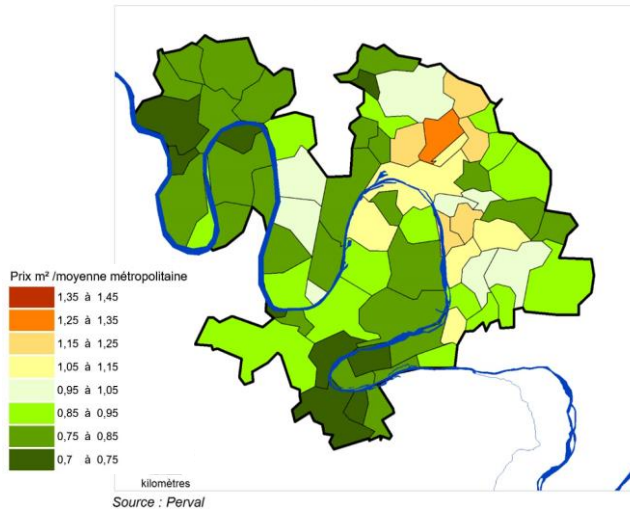 Prix m² /moyenne métropolitaine
1,35 à 1,45
1,25 à 1,35
1,15 à 1,25
1,05 à 1,15
0,95 à 1,05
0,85 à 0,95
0,75 à 0,85
0,7 à 0,75
kilomètres
Source : Perval